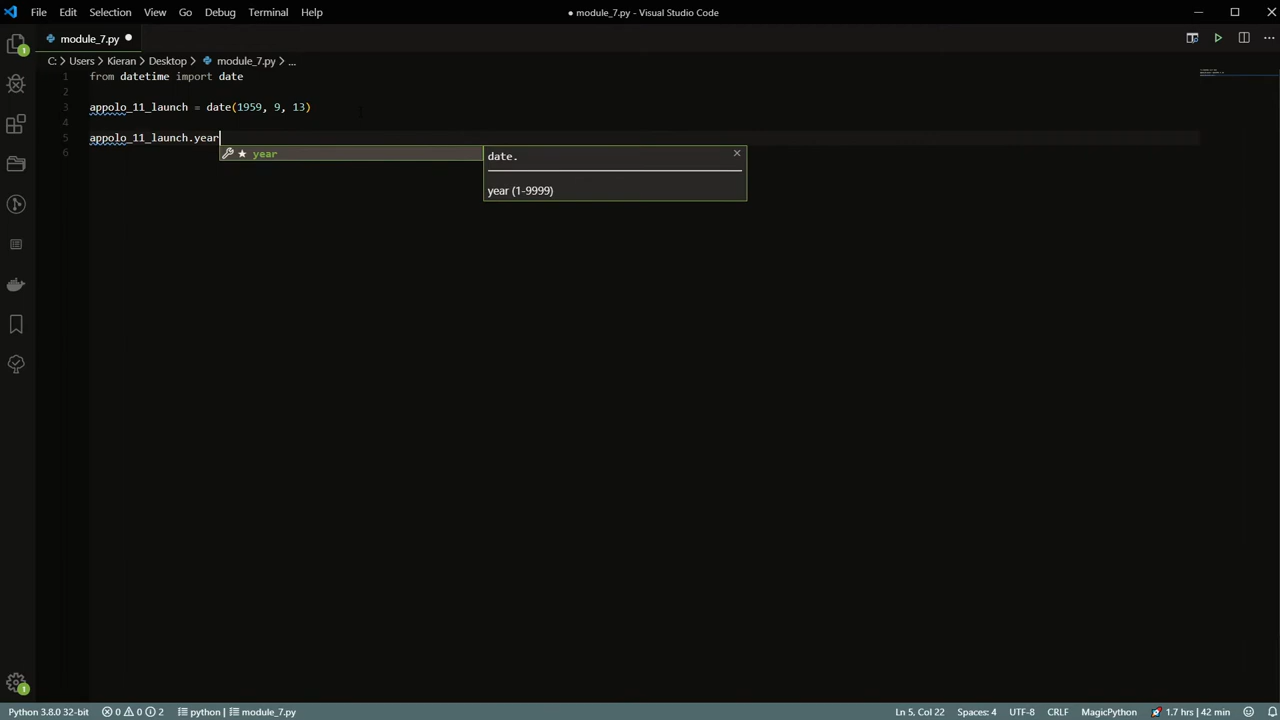 File Edit Selection View Go Debug Terminal Help
● module_7.py - Visual Studio Code
module_7.py
C: > Users > Kieran > Desktop > module_7.py > ...
1 from datetime import date
2
3 appolo_11_launch = date(1959, 9, 13)
4
5 appolo_11_launch.year
6
year
date.
year (1-9999)
1
1
Python 3.8.0 32-bit 0 0 2 python | module_7.py Ln 5, Col 22 Spaces: 4 UTF-8 CRLF MagicPython 1.7 hrs | 42 min